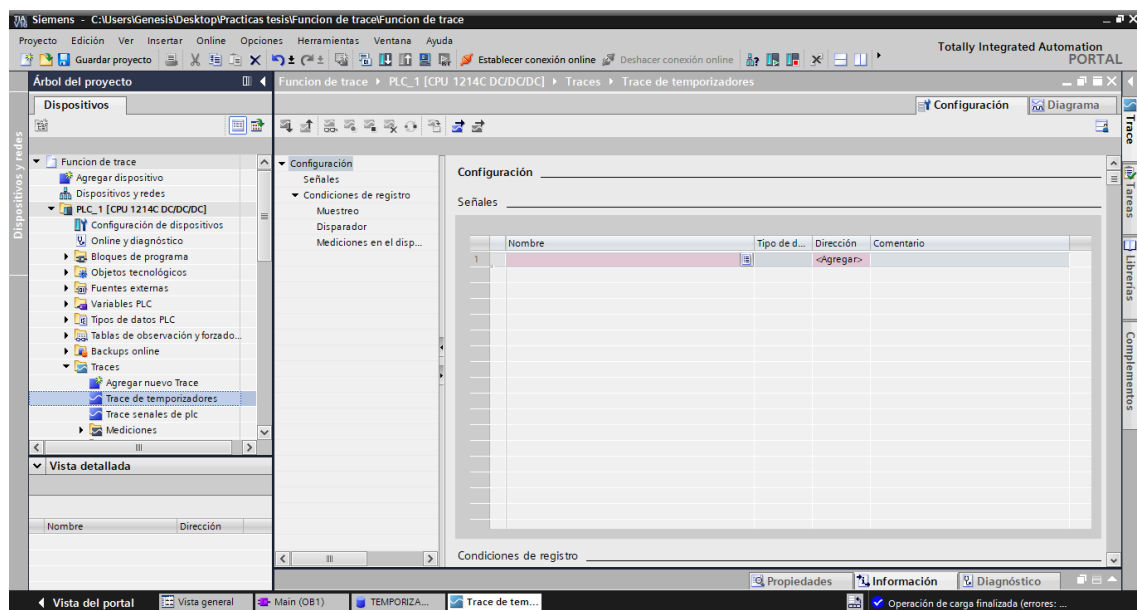 Siemens - C:\Users\Genesis\Desktop\Practicas tesis\Funcion de trace\Funcion de trace
Proyecto Edición Ver Insertar Online Opciones Herramientas Ventana Ayuda
Totally Integrated Automation
PORTAL
Guardar proyecto
Establecer conexión online
Deshacer conexión online
Árbol del proyecto
Funcion de trace PLC_1 [CPU 1214C DC/DC/DC] Traces Trace de temporizadores
Dispositivos
Configuración
Diagrama
Dispositivos y redes
Funcion de trace
Agregar dispositivo
Dispositivos y redes
PLC_1 [CPU 1214C DC/DC/DC]
Configuración de dispositivos
Online y diagnóstico
Bloques de programa
Objetos tecnológicos
Fuentes externas
Variables PLC
Tipos de datos PLC
Tablas de observación y forzado...
Backups online
Traces
Agregar nuevo Trace
Trace de temporizadores
Trace senales de plc
Mediciones
Vista detallada
Nombre Dirección
Configuración
Señales
Condiciones de registro
Muestreo
Disparador
Mediciones en el disp...
Configuración
Señales
Nombre Tipo de d... Dirección Comentario
1 <Agregar>
Condiciones de registro
Trace
Tareas
Librerías
Complementos
Propiedades
Información
Diagnóstico
Vista del portal
Vista general
Main (OB1)
TEMPORIZA...
Trace de tem...
Operación de carga finalizada (errores: ...